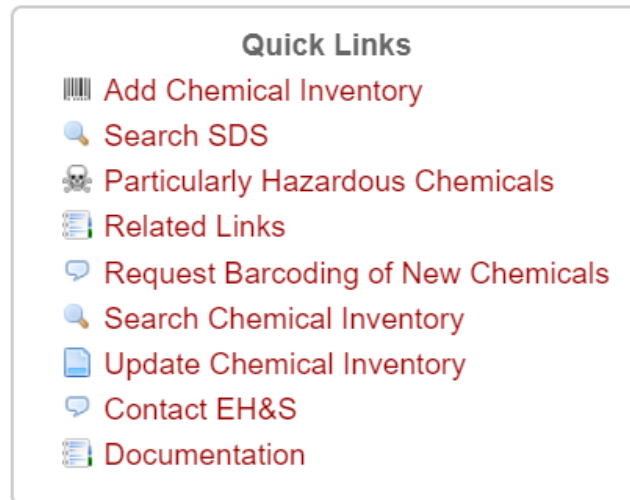 Quick Links
Add Chemical Inventory
Search SDS
Particularly Hazardous Chemicals
Related Links
Request Barcoding of New Chemicals
Search Chemical Inventory
Update Chemical Inventory
Contact EH&S
Documentation